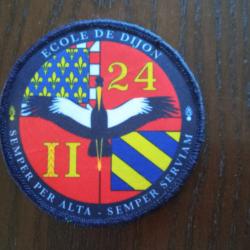 ECOLE DE DIJON
24
II
SEMPER PER ALTA - SEMPER SERVIAM